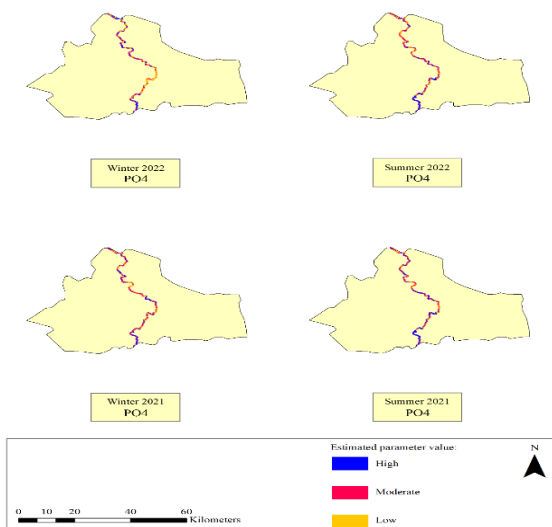 Winter 2022
PO4
Summer 2022
PO4
Winter 2021
PO4
Summer 2021
PO4
Estimated parameter value:
High
Moderate
Low
N
0 5 10 20 40 60
Kilometers